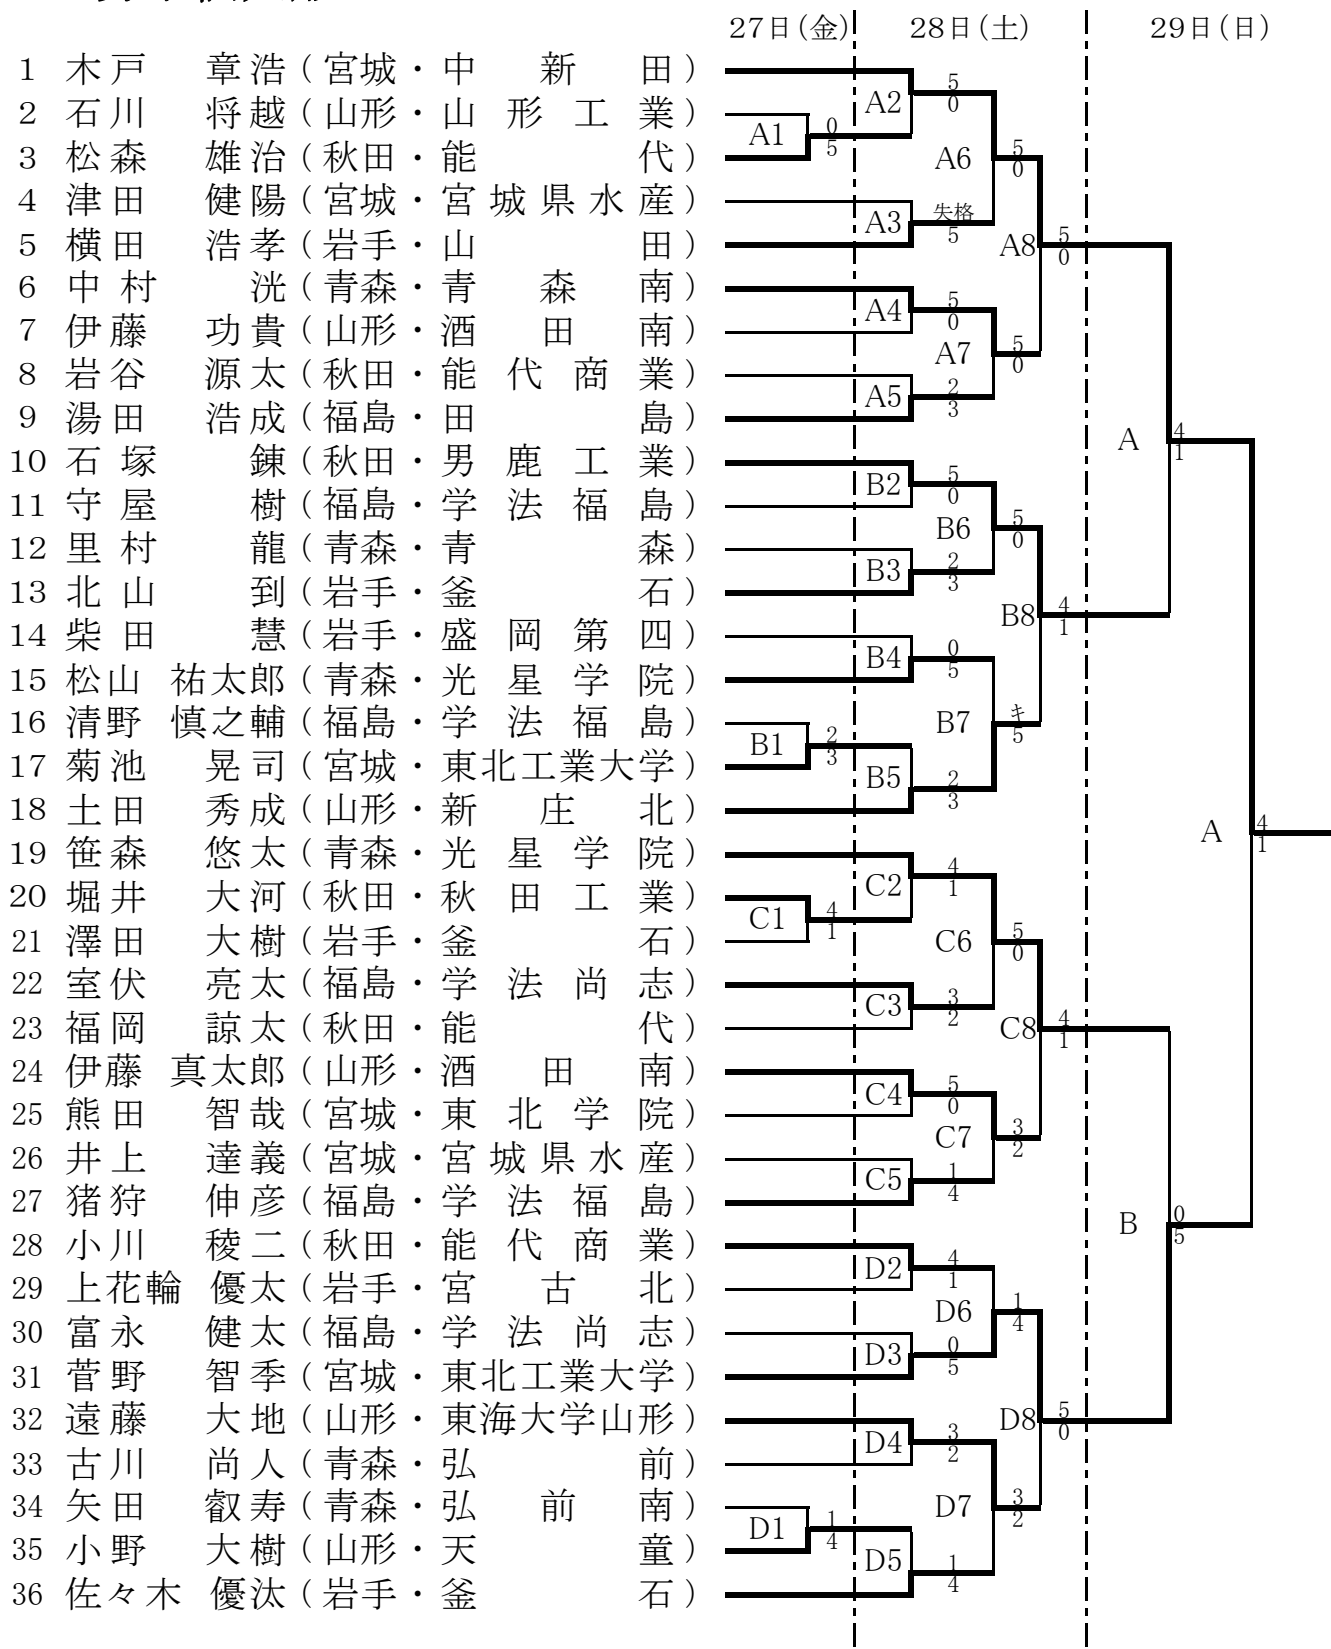 27日(金) 28日(土) 29日(日)
1 木戸 章浩(宮城・中新田)
2 石川 将越(山形・山形工業)
3 松森 雄治(秋田・能代)
4 津田 健陽(宮城・宮城県水産)
5 横田 浩孝(岩手・山田)
6 中村 洸(青森・青森南)
7 伊藤 功貴(山形・酒田南)
8 岩谷 源太(秋田・能代商業)
9 湯田 浩成(福島・田島)
10 石塚 錬(秋田・男鹿工業)
11 守屋 樹(福島・学法福島)
12 里村 龍(青森・青森)
13 北山 到(岩手・釜石)
14 柴田 慧(岩手・盛岡第四)
15 松山 祐太郎(青森・光星学院)
16 清野 慎之輔(福島・学法福島)
17 菊池 晃司(宮城・東北工業大学)
18 土田 秀成(山形・新庄北)
19 笹森 悠太(青森・光星学院)
20 堀井 大河(秋田・秋田工業)
21 澤田 大樹(岩手・釜石)
22 室伏 亮太(福島・学法尚志)
23 福岡 諒太(秋田・能代)
24 伊藤 真太郎(山形・酒田南)
25 熊田 智哉(宮城・東北学院)
26 井上 達義(宮城・宮城県水産)
27 猪狩 伸彦(福島・学法福島)
28 小川 稜二(秋田・能代商業)
29 上花輪 優太(岩手・宮古北)
30 富永 健太(福島・学法尚志)
31 菅野 智季(宮城・東北工業大学)
32 遠藤 大地(山形・東海大学山形)
33 古川 尚人(青森・弘前)
34 矢田 叡寿(青森・弘前南)
35 小野 大樹(山形・天童)
36 佐々木 優汰(岩手・釜石)
A1 0 5
B1 2 3
C1 4 1
D1 1 4
A2 5 0
A3 失格 5
A4 5 0
A5 2 3
B2 5 0
B3 2 3
B4 0 5
B5 2 3
C2 4 1
C3 3 2
C4 5 0
C5 1 4
D2 4 1
D3 0 5
D4 3 2
D5 1 4
A6 5 0
A7 5 0
B6 5 0
B7 キ 5
C6 5 0
C7 3 2
D6 1 4
D7 3 2
A8 5 0
B8 4 1
C8 4 1
D8 5 0
A 4 1
B 0 5
A 4 1